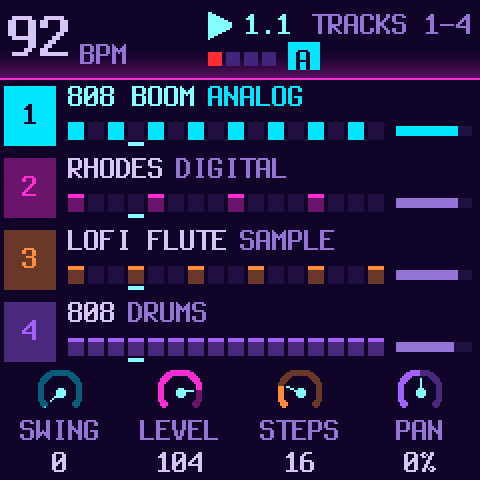 92 BPM
1.1 TRACKS 1-4
A
1 808 BOOM ANALOG
2 RHODES DIGITAL
3 LOFI FLUTE SAMPLE
4 808 DRUMS
SWING LEVEL STEPS PAN
0 104 16 0%